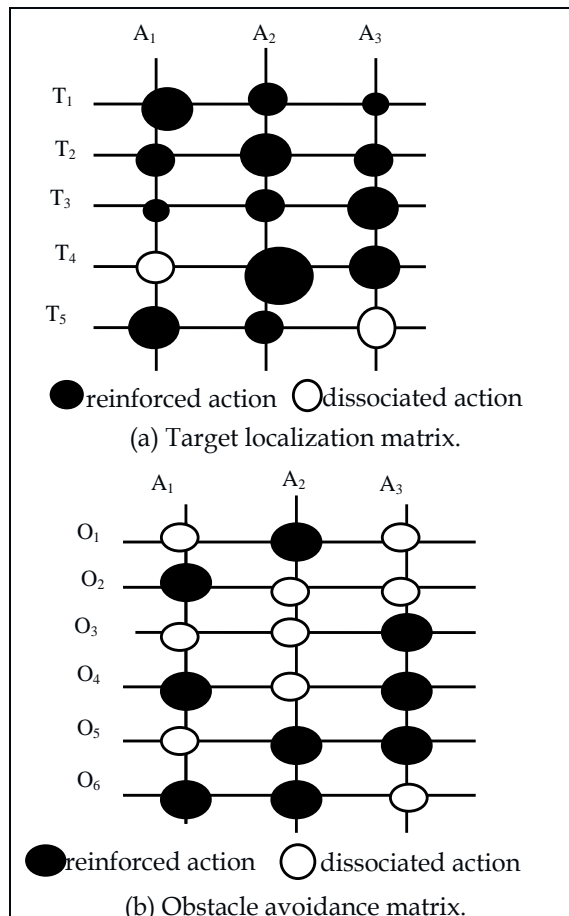 A₁ A₂ A₃
T₁
T₂
T₃
T₄
T₅
reinforced action dissociated action
(a) Target localization matrix.
A₁ A₂ A₃
O₁
O₂
O₃
O₄
O₅
O₆
reinforced action dissociated action
(b) Obstacle avoidance matrix.